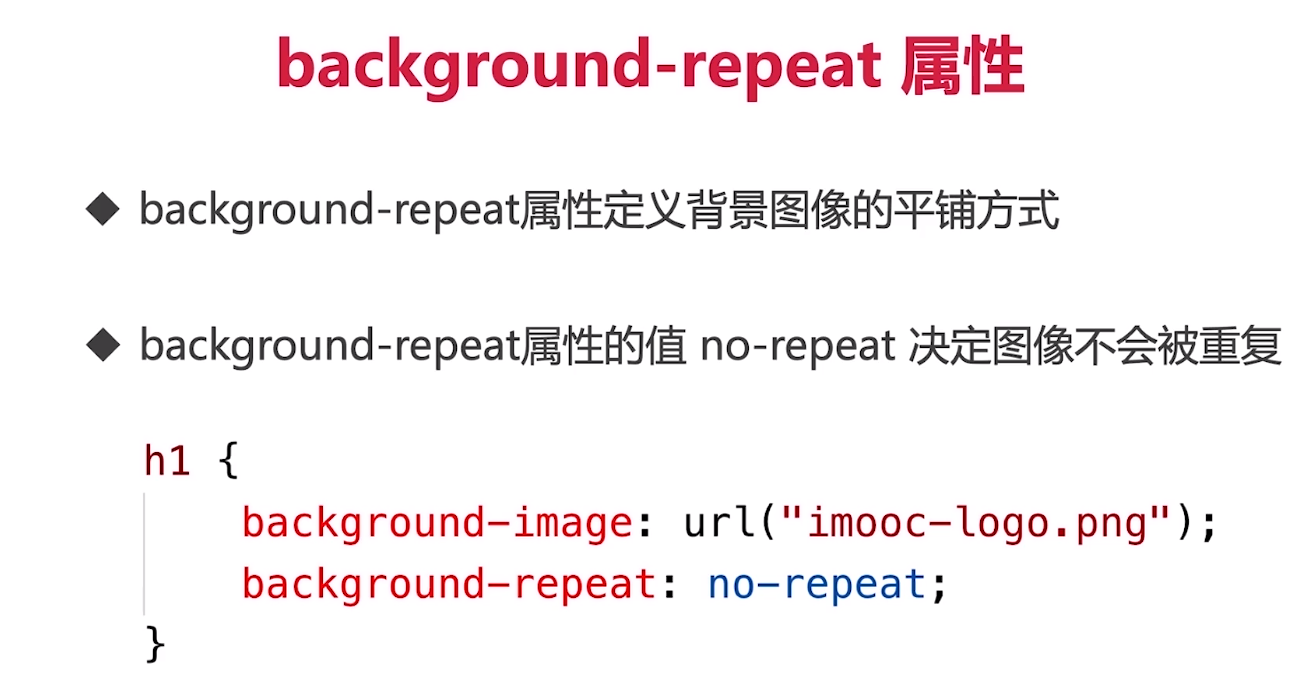 background-repeat 属性
◆ background-repeat属性定义背景图像的平铺方式
◆ background-repeat属性的值 no-repeat 决定图像不会被重复
h1 {
    background-image: url("imooc-logo.png");
    background-repeat: no-repeat;
}